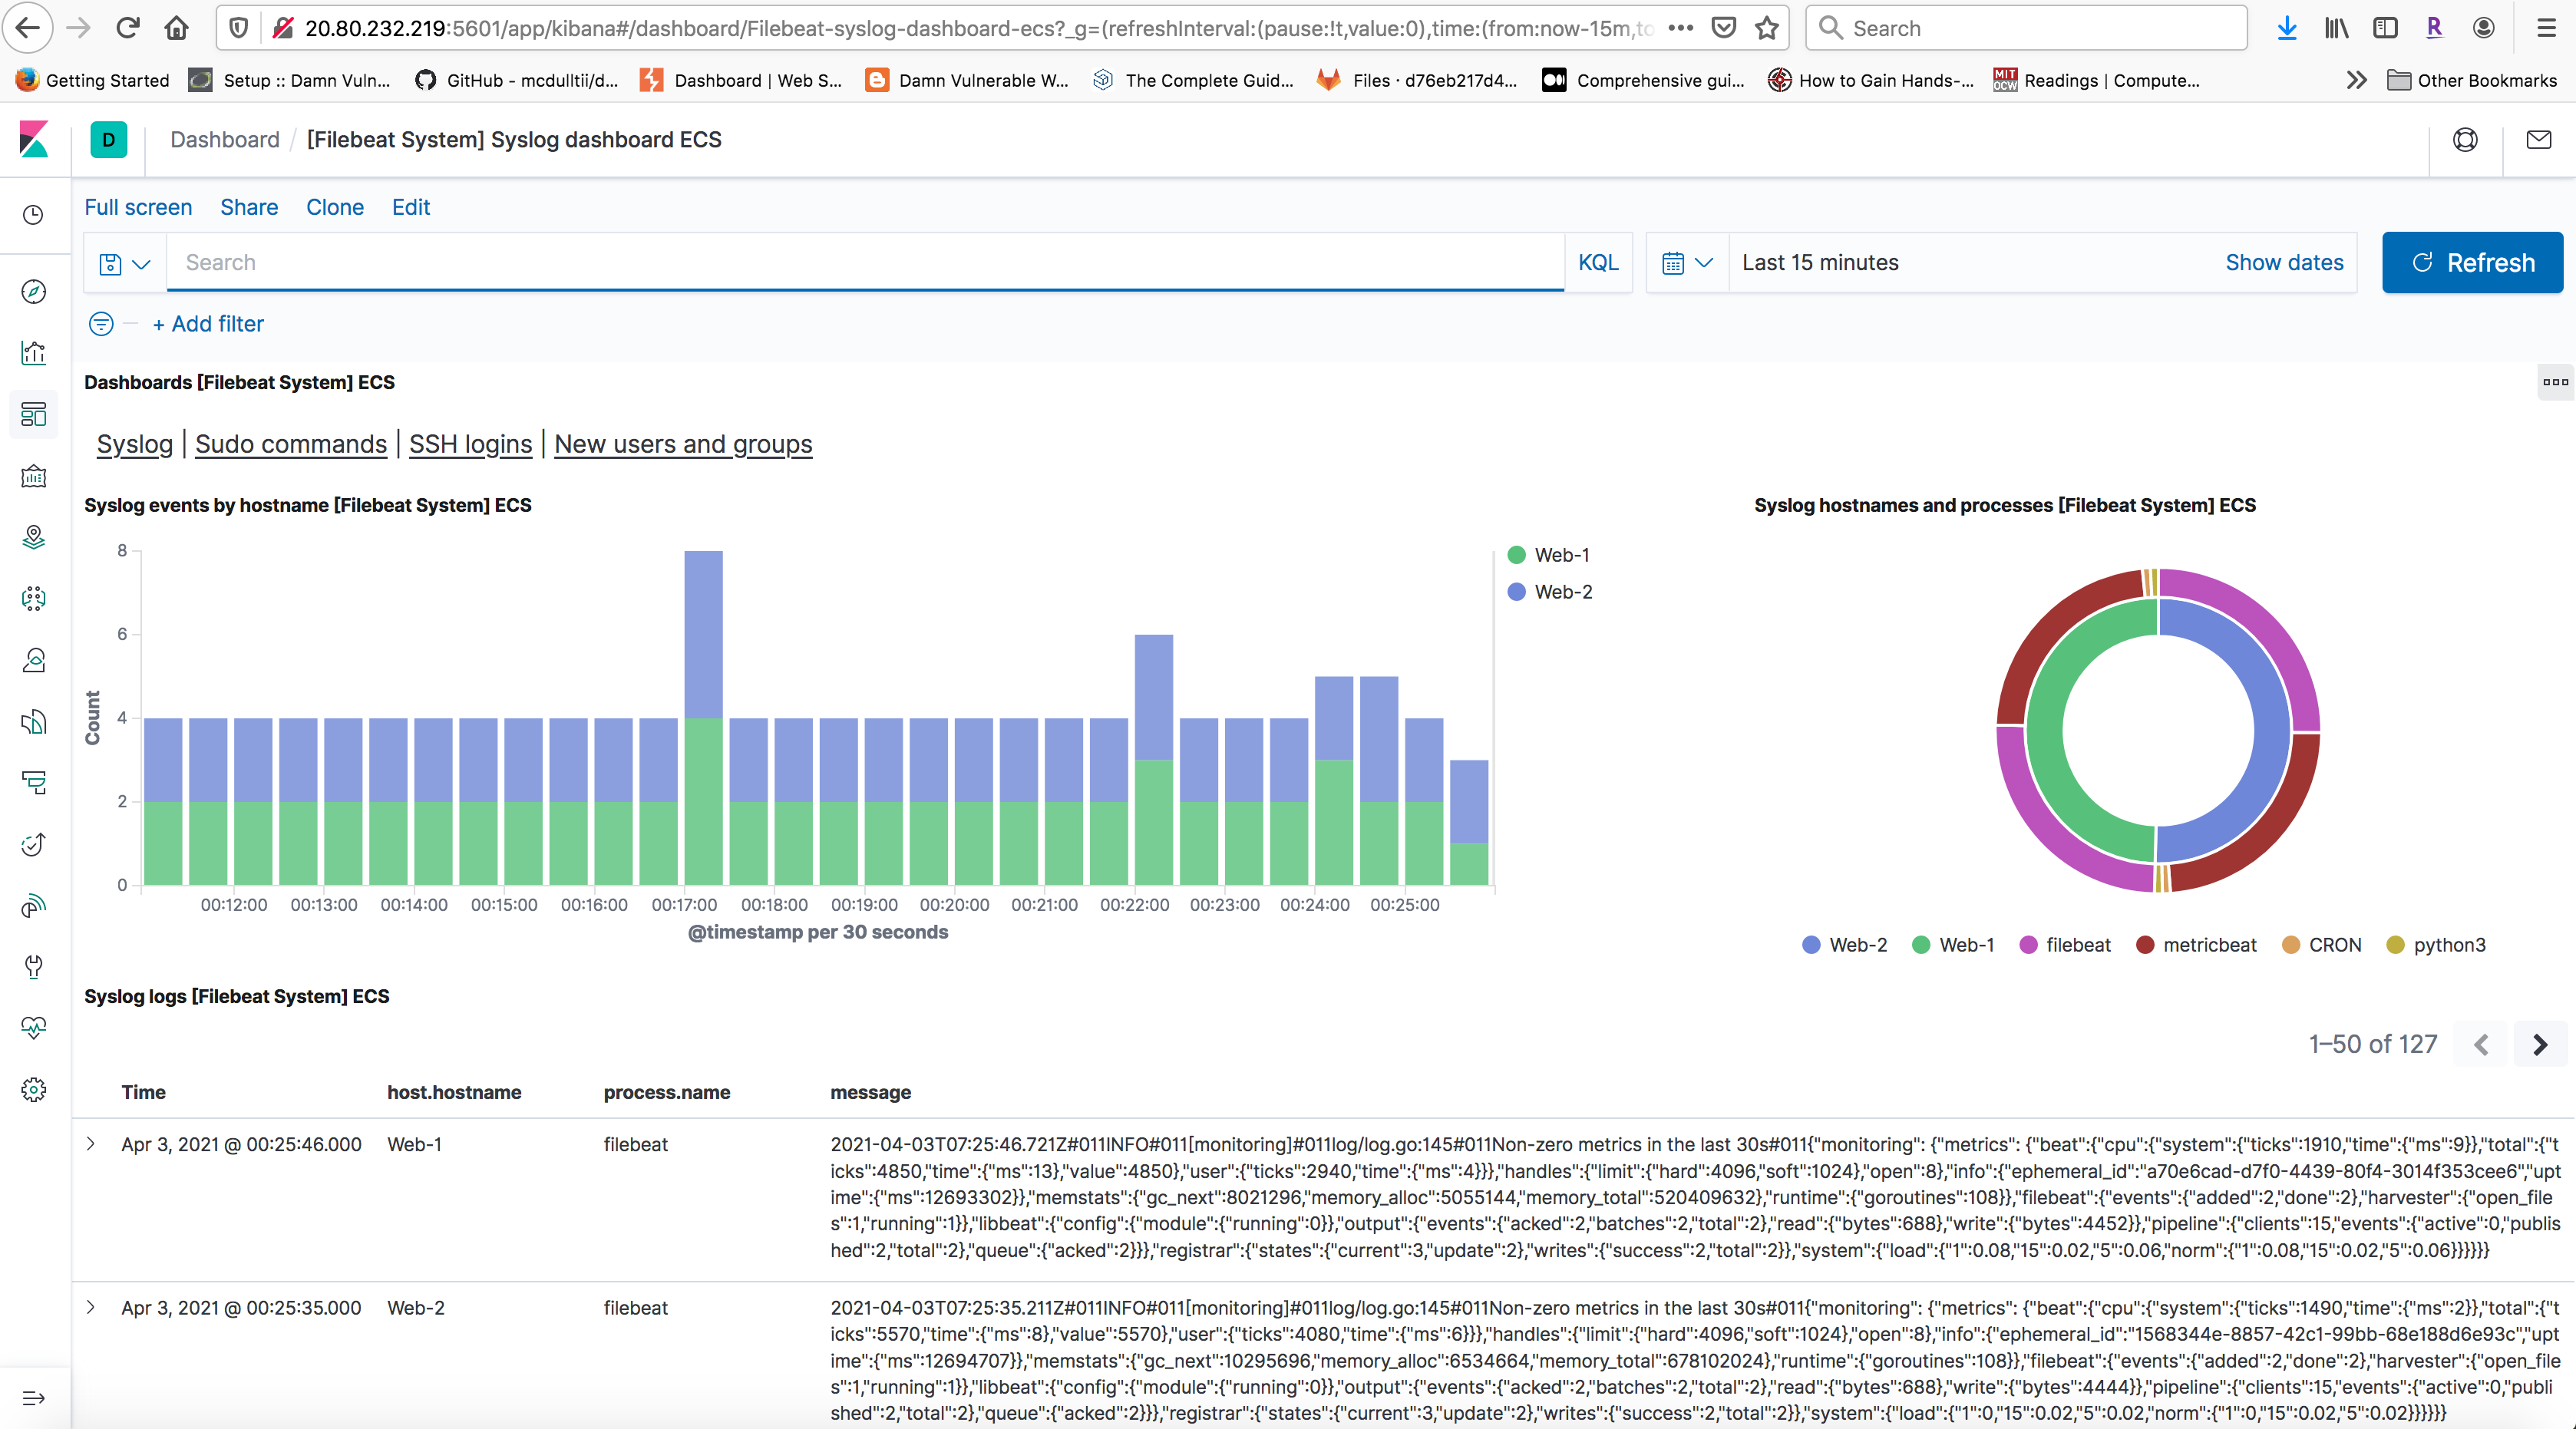 20.80.232.219:5601/app/kibana#/dashboard/Filebeat-syslog-dashboard-ecs?_g=(refreshInterval:(pause:!t,value:0),time:(from:now-15m,to
Search
Getting Started
Setup :: Damn Vuln...
GitHub - mcdulltii/d...
Dashboard | Web S...
Damn Vulnerable W...
The Complete Guid...
Files · d76eb217d4...
Comprehensive gui...
How to Gain Hands-...
MIT OCW
Readings | Compute...
Other Bookmarks
D
Dashboard / [Filebeat System] Syslog dashboard ECS
Full screen Share Clone Edit
Search
KQL
Last 15 minutes
Show dates
Refresh
+ Add filter
Dashboards [Filebeat System] ECS
Syslog | Sudo commands | SSH logins | New users and groups
Syslog events by hostname [Filebeat System] ECS
8
6
4
2
0
Count
00:12:00 00:13:00 00:14:00 00:15:00 00:16:00 00:17:00 00:18:00 00:19:00 00:20:00 00:21:00 00:22:00 00:23:00 00:24:00 00:25:00
@timestamp per 30 seconds
Web-1
Web-2
Syslog hostnames and processes [Filebeat System] ECS
Web-2 Web-1 filebeat metricbeat CRON python3
Syslog logs [Filebeat System] ECS
1–50 of 127
Time host.hostname process.name message
Apr 3, 2021 @ 00:25:46.000 Web-1 filebeat 2021-04-03T07:25:46.721Z#011INFO#011[monitoring]#011log/log.go:145#011Non-zero metrics in the last 30s#011{"monitoring": {"metrics": {"beat":{"cpu":{"system":{"ticks":1910,"time":{"ms":9}},"total":{"t
icks":4850,"time":{"ms":13},"value":4850},"user":{"ticks":2940,"time":{"ms":4}}},"handles":{"limit":{"hard":4096,"soft":1024},"open":8},"info":{"ephemeral_id":"a70e6cad-d7f0-4439-80f4-3014f353cee6","upt
ime":{"ms":12693302}},"memstats":{"gc_next":8021296,"memory_alloc":5055144,"memory_total":520409632},"runtime":{"goroutines":108}},"filebeat":{"events":{"added":2,"done":2},"harvester":{"open_file
s":1,"running":1}},"libbeat":{"config":{"module":{"running":0}},"output":{"events":{"acked":2,"batches":2,"total":2},"read":{"bytes":688},"write":{"bytes":4452}},"pipeline":{"clients":15,"events":{"active":0,"publis
hed":2,"total":2},"queue":{"acked":2}}},"registrar":{"states":{"current":3,"update":2},"writes":{"success":2,"total":2}},"system":{"load":{"1":0.08,"15":0.02,"5":0.06,"norm":{"1":0.08,"15":0.02,"5":0.06}}}}}}
Apr 3, 2021 @ 00:25:35.000 Web-2 filebeat 2021-04-03T07:25:35.211Z#011INFO#011[monitoring]#011log/log.go:145#011Non-zero metrics in the last 30s#011{"monitoring": {"metrics": {"beat":{"cpu":{"system":{"ticks":1490,"time":{"ms":2}},"total":{"t
icks":5570,"time":{"ms":8},"value":5570},"user":{"ticks":4080,"time":{"ms":6}}},"handles":{"limit":{"hard":4096,"soft":1024},"open":8},"info":{"ephemeral_id":"1568344e-8857-42c1-99bb-68e188d6e93c","upt
ime":{"ms":12694707}},"memstats":{"gc_next":10295696,"memory_alloc":6534664,"memory_total":678102024},"runtime":{"goroutines":108}},"filebeat":{"events":{"added":2,"done":2},"harvester":{"open_file
s":1,"running":1}},"libbeat":{"config":{"module":{"running":0}},"output":{"events":{"acked":2,"batches":2,"total":2},"read":{"bytes":688},"write":{"bytes":4444}},"pipeline":{"clients":15,"events":{"active":0,"publi
shed":2,"total":2},"queue":{"acked":2}}},"registrar":{"states":{"current":3,"update":2},"writes":{"success":2,"total":2}},"system":{"load":{"1":0,"15":0.02,"5":0.02,"norm":{"1":0,"15":0.02,"5":0.02}}}}}}